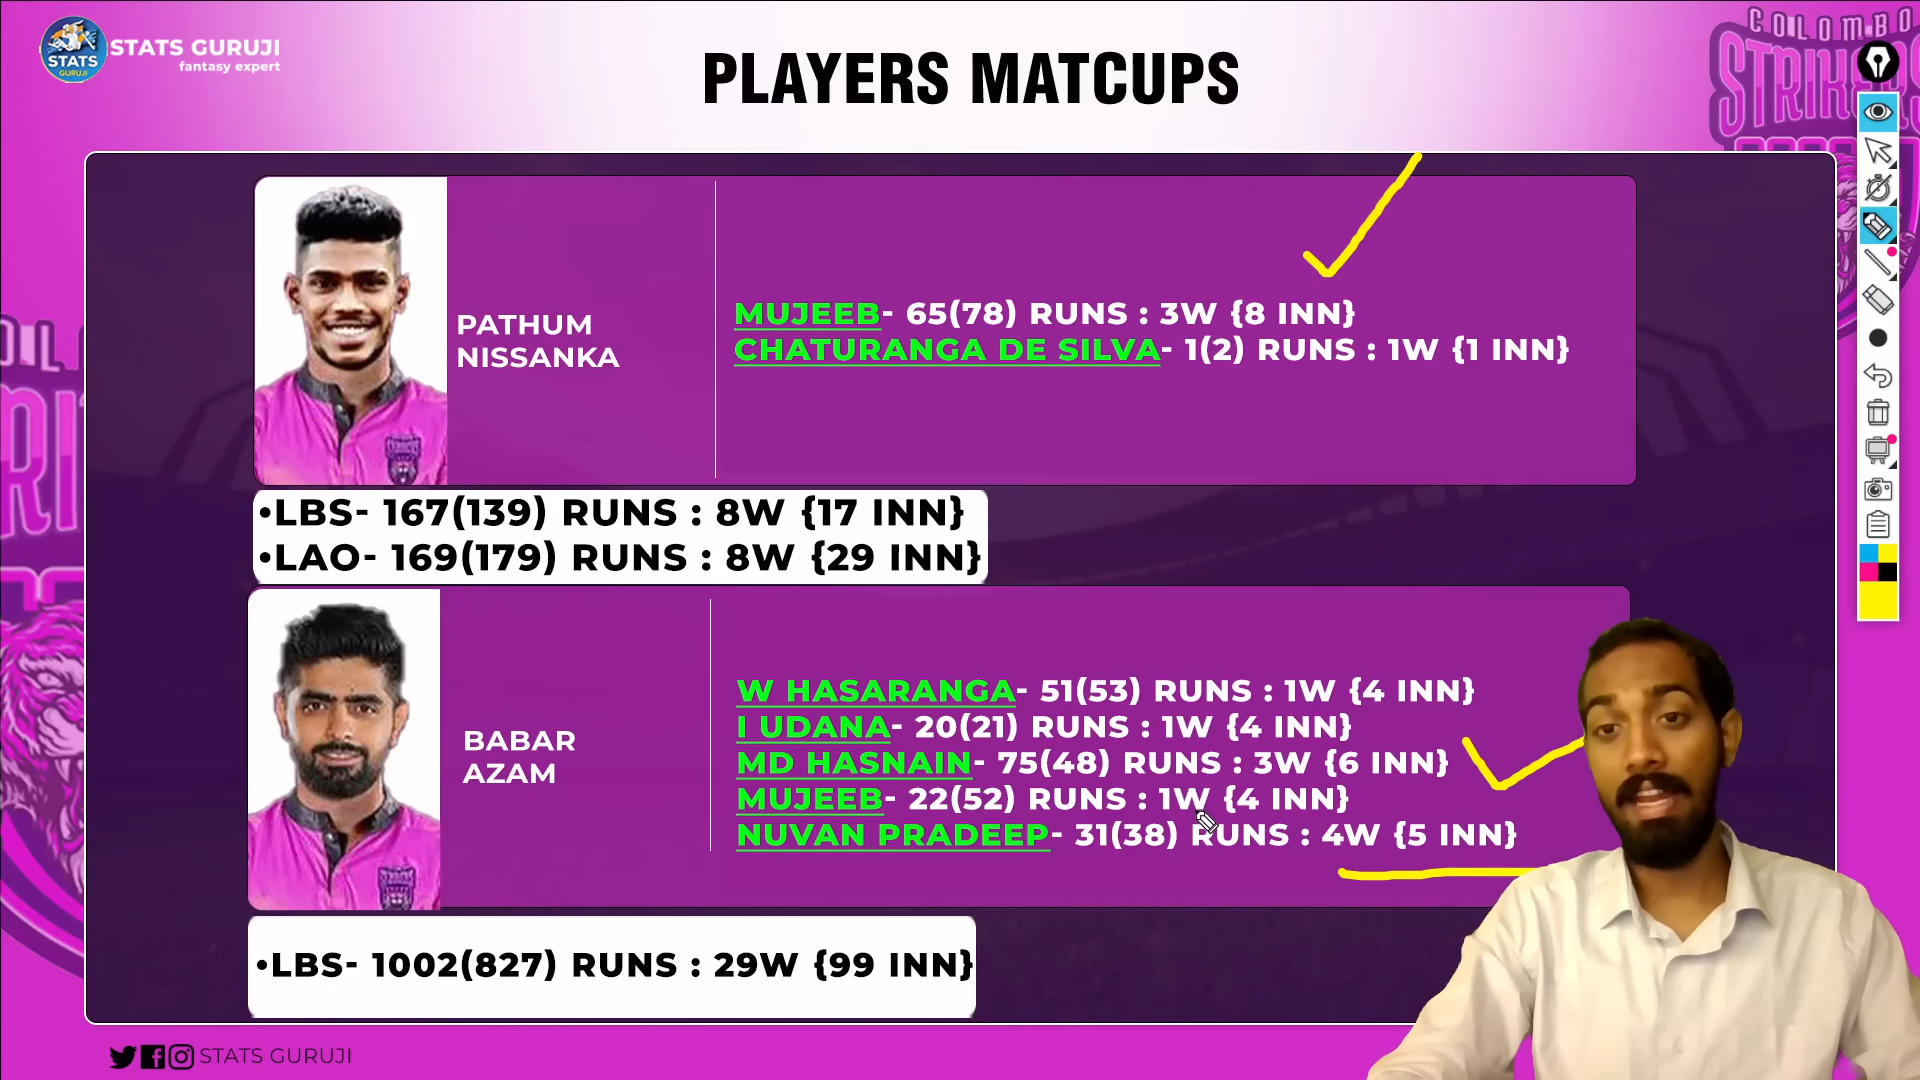 STATS GURUJI
fantasy expert
STATS
GURUJI
COLOMBO
PLAYERS MATCUPS
PATHUM
NISSANKA
MUJEEB- 65(78) RUNS : 3W {8 INN}
CHATURANGA DE SILVA- 1(2) RUNS : 1W {1 INN}
•LBS- 167(139) RUNS : 8W {17 INN}
•LAO- 169(179) RUNS : 8W {29 INN}
BABAR
AZAM
W HASARANGA- 51(53) RUNS : 1W {4 INN}
I UDANA- 20(21) RUNS : 1W {4 INN}
MD HASNAIN- 75(48) RUNS : 3W {6 INN}
MUJEEB- 22(52) RUNS : 1W {4 INN}
NUVAN PRADEEP- 31(38) RUNS : 4W {5 INN}
•LBS- 1002(827) RUNS : 29W {99 INN}
STATS GURUJI